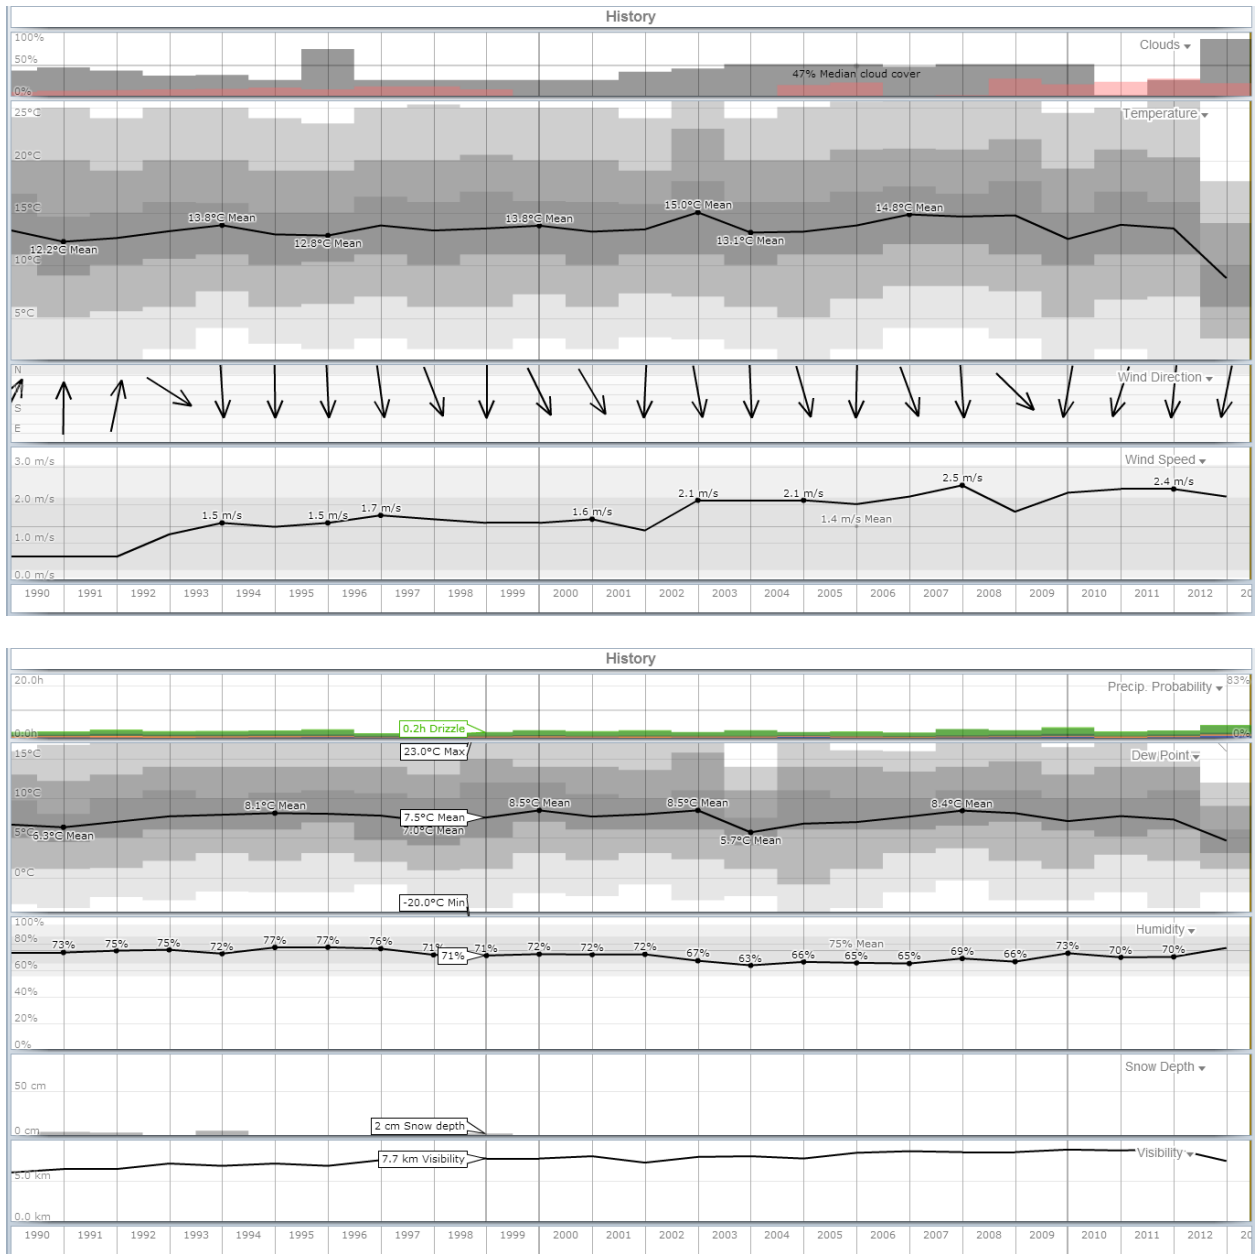 History
100%
Clouds
50%
47% Median cloud cover
0%
25°C
Temperature
20°C
15°C
15.0°C Mean
14.8°C Mean
13.8°C Mean
13.8°C Mean
12.2°C Mean
12.8°C Mean
13.1°C Mean
10°C
5°C
N
Wind Direction
S
E
3.0 m/s
Wind Speed
2.5 m/s
2.4 m/s
2.0 m/s
2.1 m/s
2.1 m/s
1.5 m/s
1.5 m/s
1.7 m/s
1.6 m/s
1.4 m/s Mean
1.0 m/s
0.0 m/s
1990 1991 1992 1993 1994 1995 1996 1997 1998 1999 2000 2001 2002 2003 2004 2005 2006 2007 2008 2009 2010 2011 2012 20
History
20.0h
Precip. Probability
83%
0.2h Drizzle
0.0h
0%
23.0°C Max
15°C
Dew Point
10°C
8.1°C Mean
8.5°C Mean
8.5°C Mean
8.4°C Mean
7.5°C Mean
7.0°C Mean
5°C
6.3°C Mean
5.7°C Mean
0°C
-20.0°C Min
100%
Humidity
80%
73% 75% 75% 72% 77% 77% 76% 71% 71% 72% 72% 72% 67% 63% 66% 65% 65% 69% 66% 73% 70% 70%
75% Mean
71%
60%
40%
20%
0%
Snow Depth
50 cm
2 cm Snow depth
0 cm
7.7 km Visibility
Visibility
5.0 km
0.0 km
1990 1991 1992 1993 1994 1995 1996 1997 1998 1999 2000 2001 2002 2003 2004 2005 2006 2007 2008 2009 2010 2011 2012 20